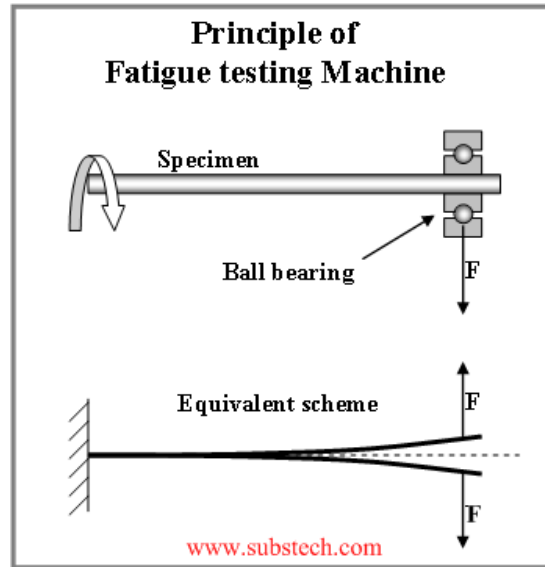 Principle of
Fatigue testing Machine
Specimen
Ball bearing
F
Equivalent scheme
F
F
www.substech.com